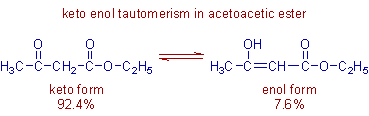 keto enol tautomerism in acetoacetic ester
O O OH O
H₃C–C–CH₂–C–O–C₂H₅ H₃C–C=CH–C–O–C₂H₅
keto form enol form
92.4% 7.6%